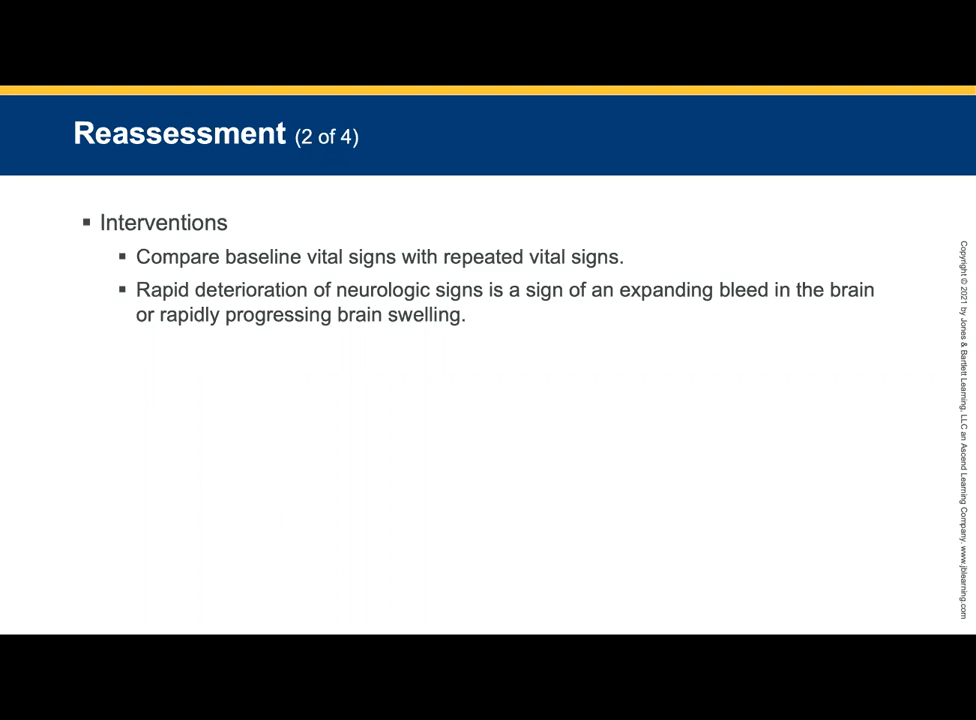 Reassessment (2 of 4)
▪ Interventions
▪ Compare baseline vital signs with repeated vital signs.
▪ Rapid deterioration of neurologic signs is a sign of an expanding bleed in the brain
or rapidly progressing brain swelling.
Copyright © 2021 by Jones & Bartlett Learning, LLC an Ascend Learning Company. www.jblearning.com